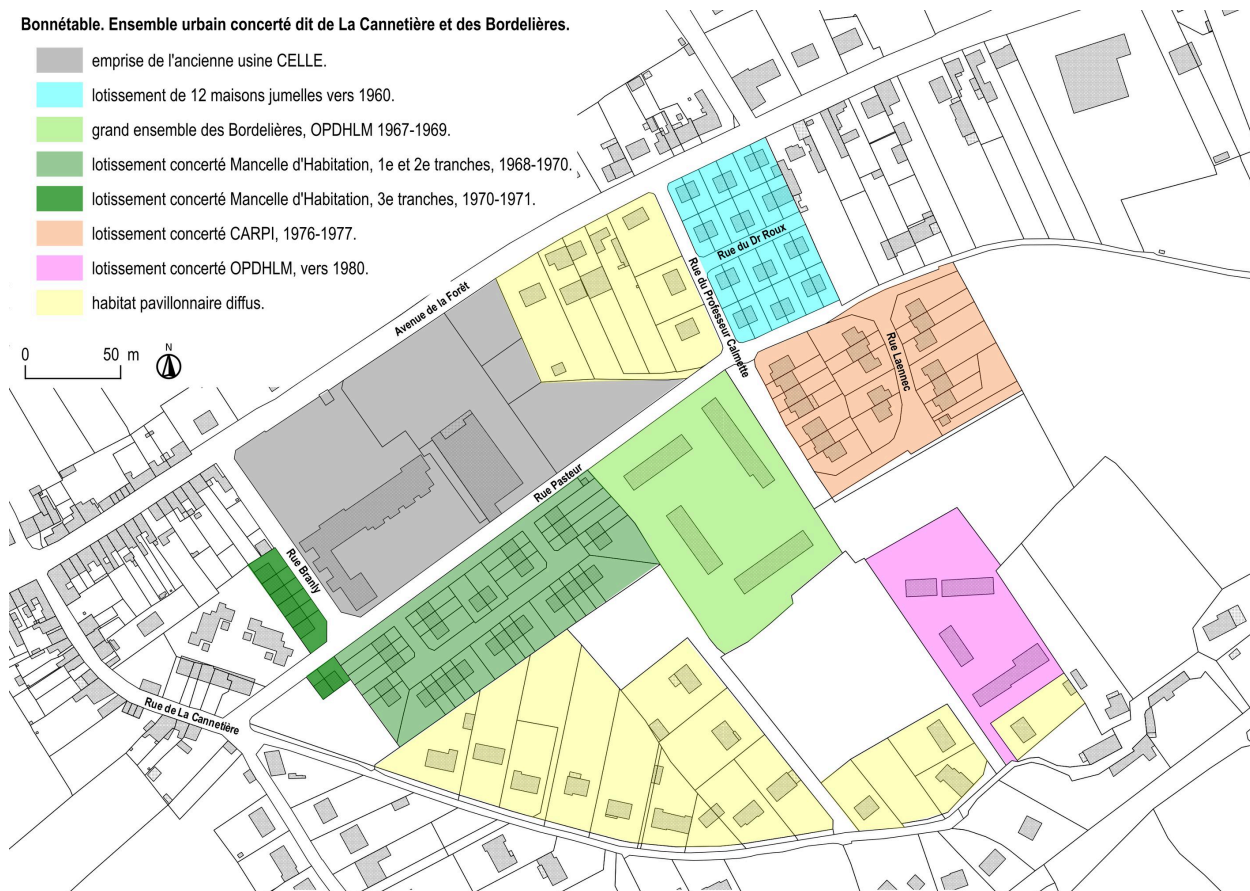 Bonnétable. Ensemble urbain concerté dit de La Cannetière et des Bordelières.
emprise de l'ancienne usine CELLE.
lotissement de 12 maisons jumelles vers 1960.
grand ensemble des Bordelières, OPDHLM 1967-1969.
lotissement concerté Mancelle d'Habitation, 1e et 2e tranches, 1968-1970.
lotissement concerté Mancelle d'Habitation, 3e tranches, 1970-1971.
lotissement concerté CARPI, 1976-1977.
lotissement concerté OPDHLM, vers 1980.
habitat pavillonnaire diffus.
0 50 m
N
Avenue de la Forêt
Rue du Dr Roux
Rue du Professeur Calmette
Rue Laennec
Rue Pasteur
Rue Branly
Rue de La Cannetière